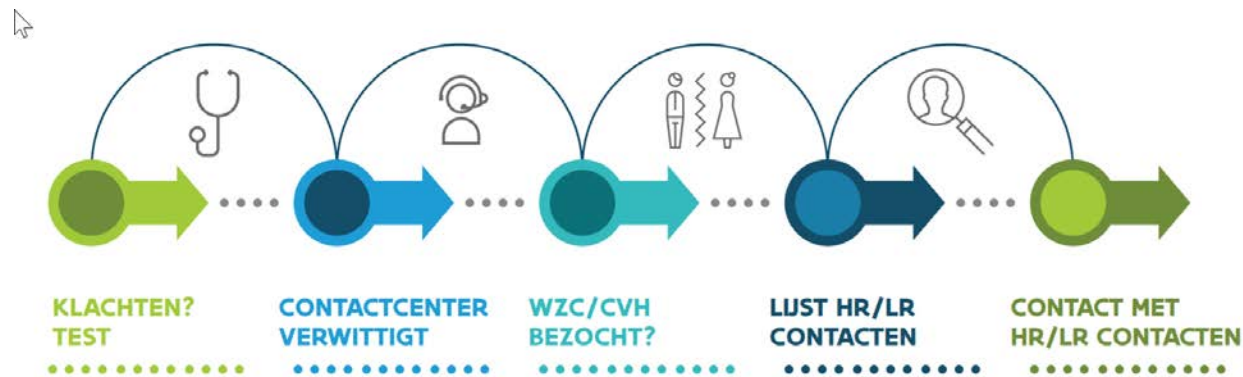 KLACHTEN?
TEST
CONTACTCENTER
VERWITTIGT
WZC/CVH
BEZOCHT?
LIJST HR/LR
CONTACTEN
CONTACT MET
HR/LR CONTACTEN